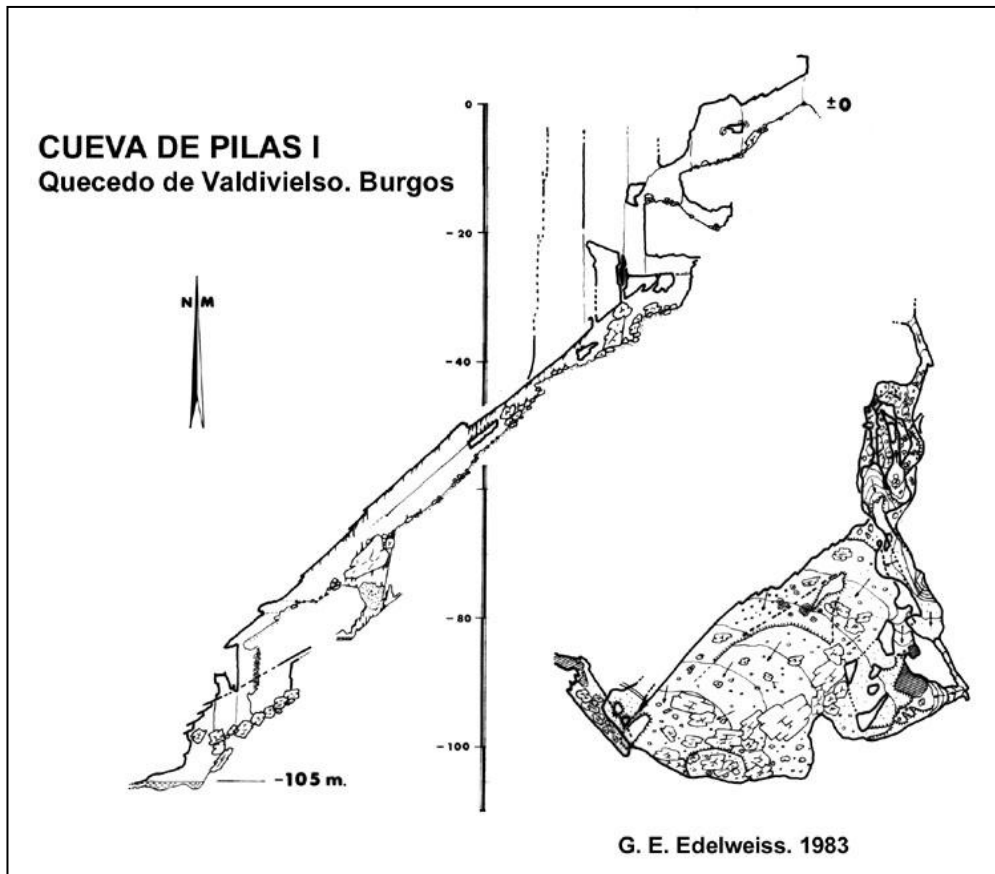 CUEVA DE PILAS I
Quecedo de Valdivielso. Burgos
N M
0
-20
-40
-80
-100
±0
-105 m.
G. E. Edelweiss. 1983